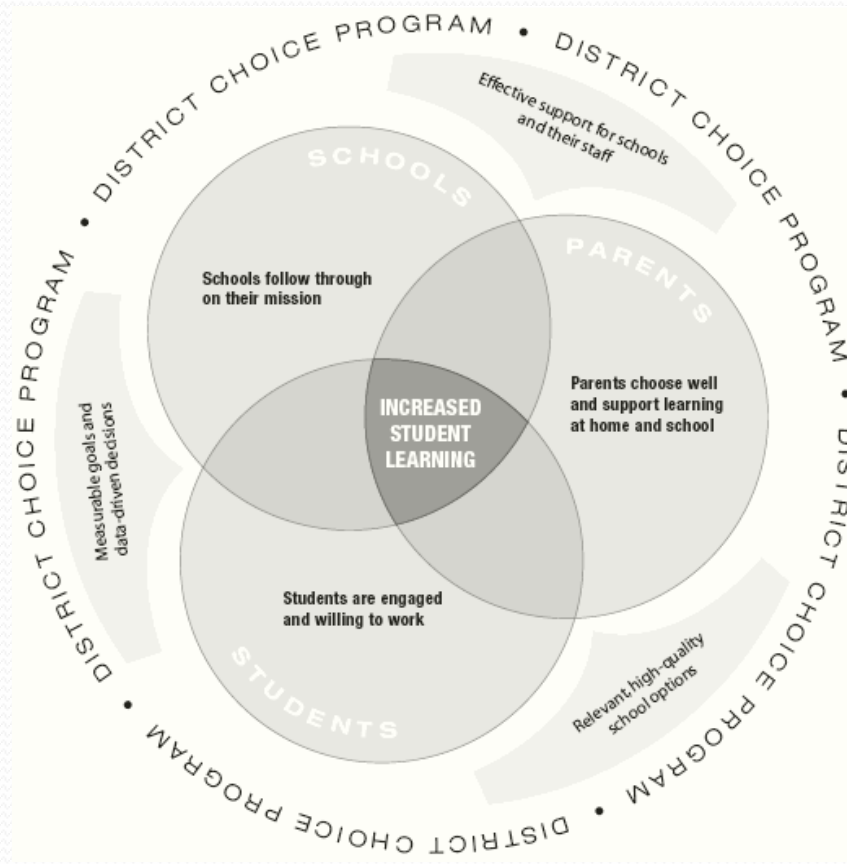 DISTRICT CHOICE PROGRAM • DISTRICT CHOICE PROGRAM • DISTRICT CHOICE PROGRAM • DISTRICT CHOICE PROGRAM • DISTRICT CHOICE PROGRAM •
Effective support for schools
and their staff
SCHOOLS
Schools follow through
on their mission
PARENTS
Parents choose well
and support learning
at home and school
INCREASED
STUDENT
LEARNING
Measurable goals and
data-driven decisions
Students are engaged
and willing to work
STUDENTS
Relevant, high-quality
school options